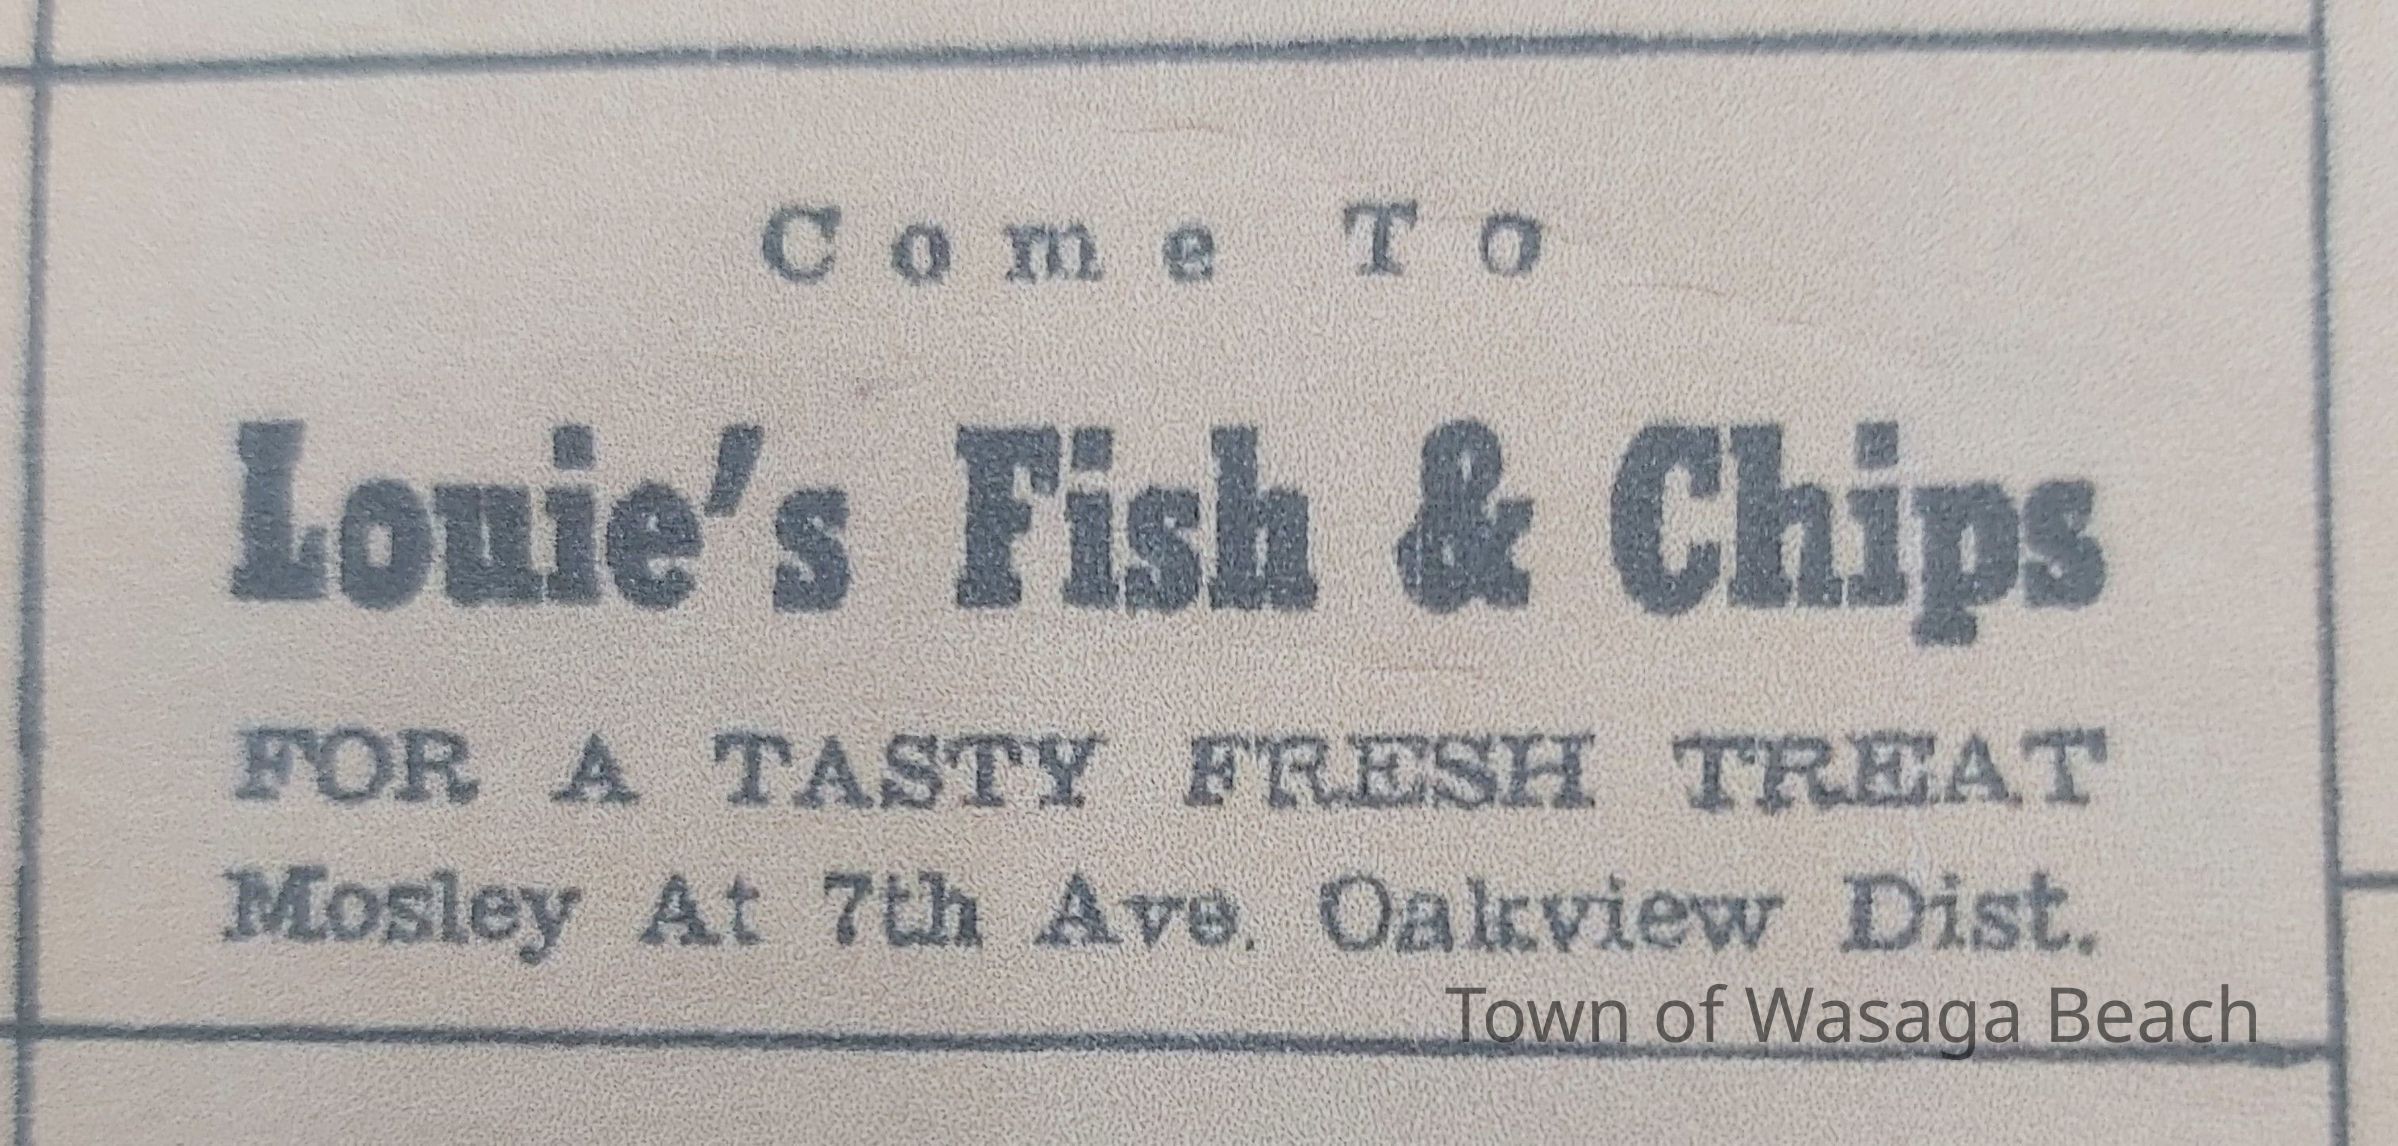 Come To
Louie's Fish & Chips
FOR A TASTY FRESH TREAT
Mosley At 7th Ave. Oakview Dist.
Town of Wasaga Beach